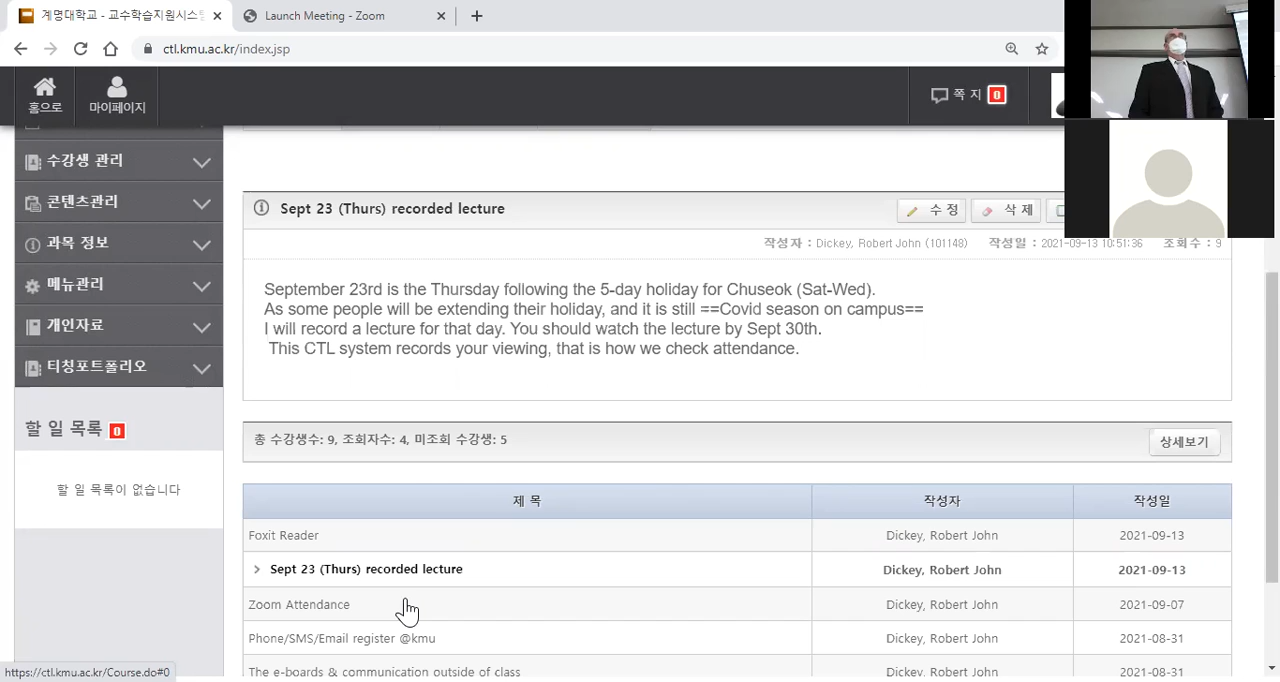 계명대학교 - 교수학습지원시스템
Launch Meeting - Zoom
ctl.kmu.ac.kr/index.jsp
홈으로
마이페이지
쪽 지 0
수강생 관리
콘텐츠관리
과목 정보
메뉴관리
개인자료
티칭포트폴리오
할 일 목록 0
할 일 목록이 없습니다
Sept 23 (Thurs) recorded lecture
수 정
삭 제
작성자 : Dickey, Robert John (101148) 작성일 : 2021-09-13 10:51:36 조회수 : 9
September 23rd is the Thursday following the 5-day holiday for Chuseok (Sat-Wed).
As some people will be extending their holiday, and it is still ==Covid season on campus==
I will record a lecture for that day. You should watch the lecture by Sept 30th.
This CTL system records your viewing, that is how we check attendance.
총 수강생수: 9, 조회자수: 4, 미조회 수강생: 5
상세보기
제 목 작성자 작성일
Foxit Reader Dickey, Robert John 2021-09-13
Sept 23 (Thurs) recorded lecture Dickey, Robert John 2021-09-13
Zoom Attendance Dickey, Robert John 2021-09-07
Phone/SMS/Email register @kmu Dickey, Robert John 2021-08-31
The e-boards & communication outside of class Dickey, Robert John 2021-08-31
https://ctl.kmu.ac.kr/Course.do#0